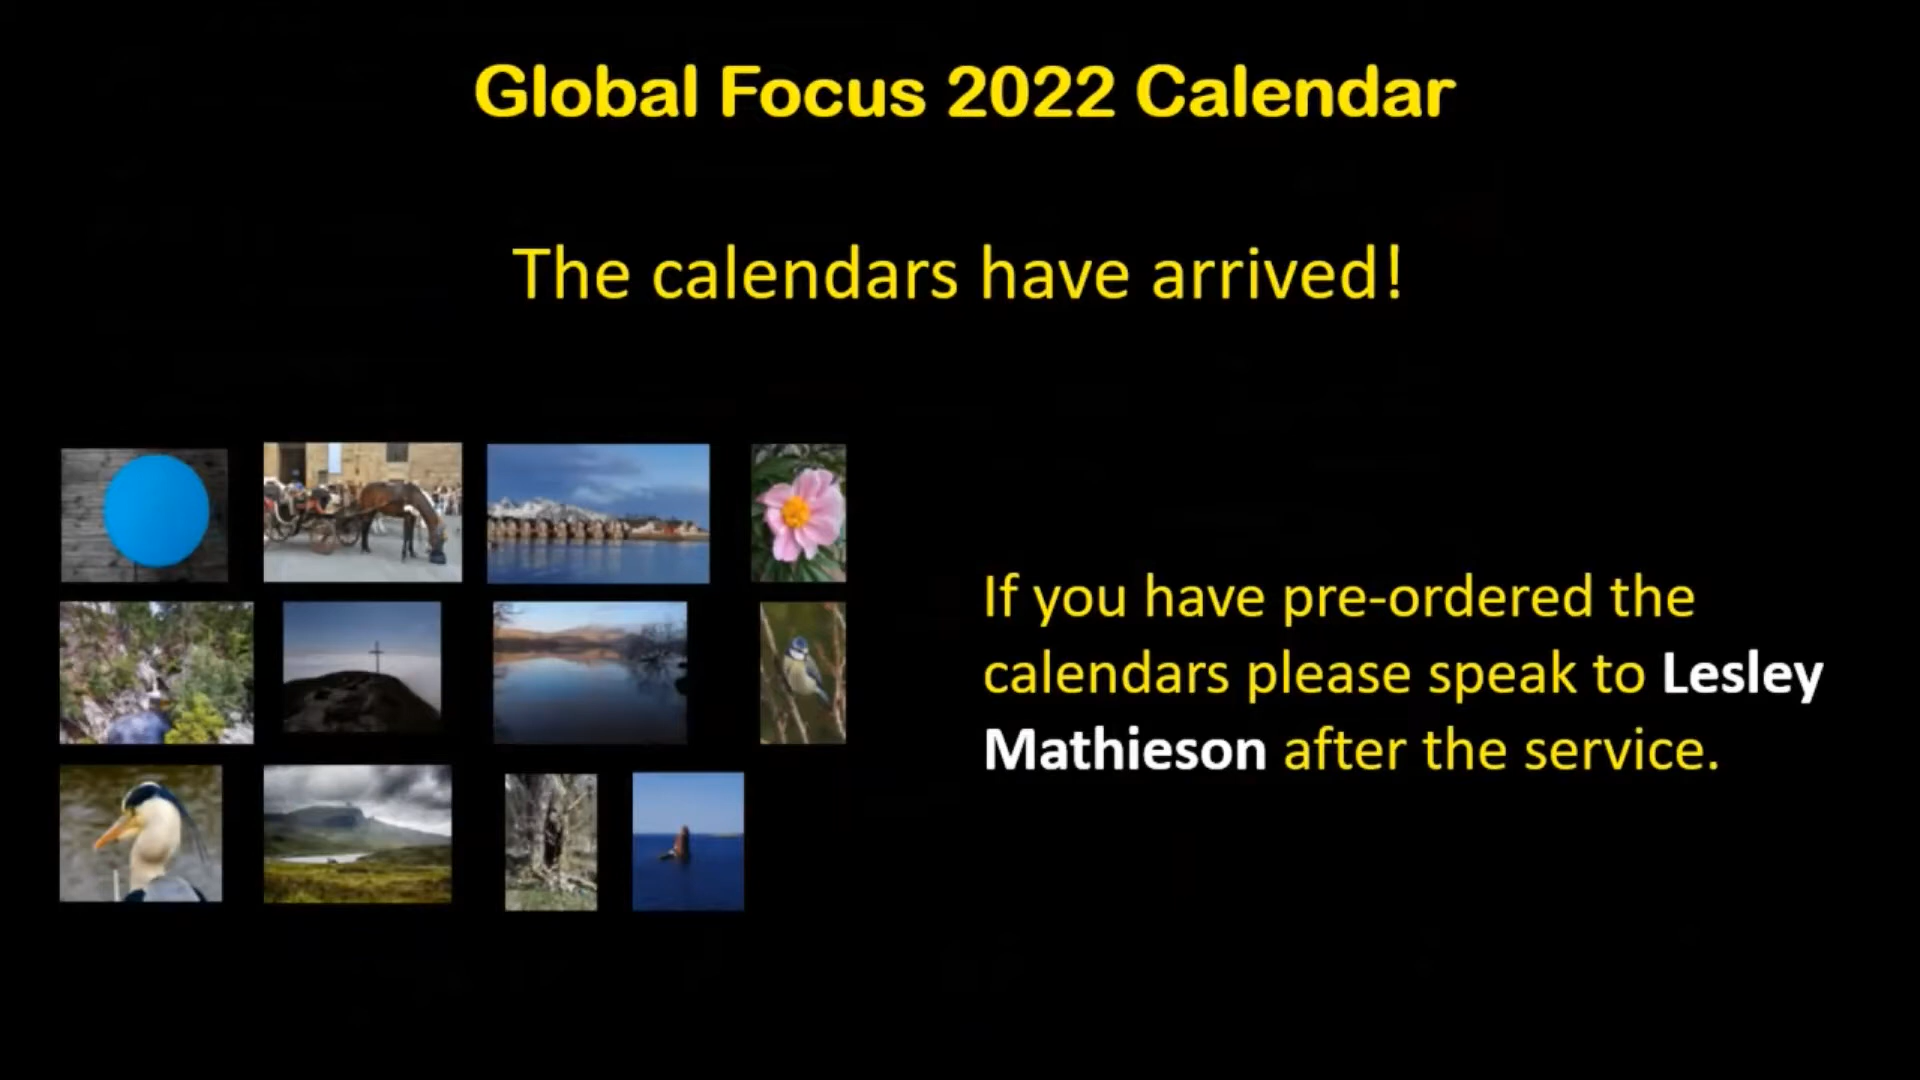 Global Focus 2022 Calendar
The calendars have arrived!
If you have pre-ordered the
calendars please speak to Lesley
Mathieson after the service.